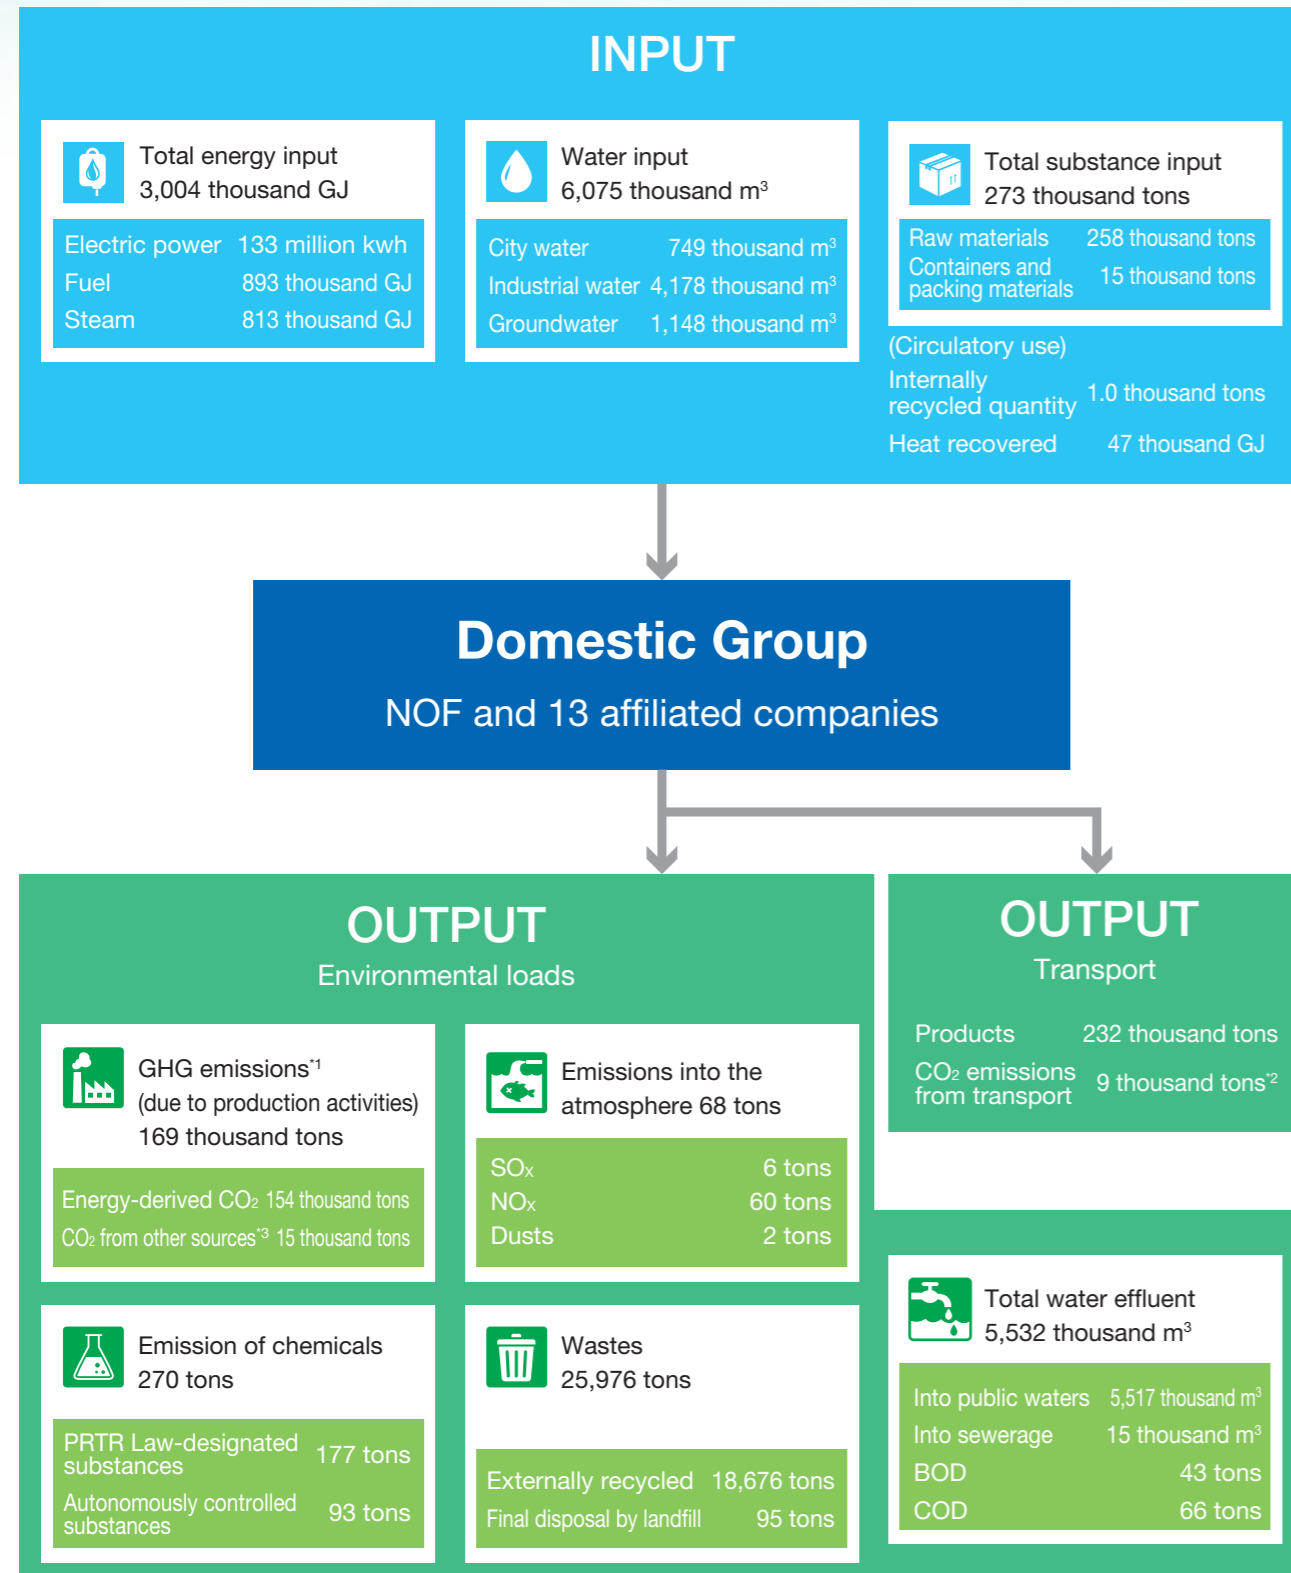 INPUT
Total energy input
3,004 thousand GJ
Electric power 133 million kwh
Fuel 893 thousand GJ
Steam 813 thousand GJ
Water input
6,075 thousand m³
City water 749 thousand m³
Industrial water 4,178 thousand m³
Groundwater 1,148 thousand m³
Total substance input
273 thousand tons
Raw materials 258 thousand tons
Containers and
packing materials 15 thousand tons
(Circulatory use)
Internally
recycled quantity 1.0 thousand tons
Heat recovered 47 thousand GJ
Domestic Group
NOF and 13 affiliated companies
OUTPUT
Environmental loads
GHG emissions*1
(due to production activities)
169 thousand tons
Energy-derived CO₂ 154 thousand tons
CO₂ from other sources*3 15 thousand tons
Emissions into the
atmosphere 68 tons
SOx 6 tons
NOx 60 tons
Dusts 2 tons
Emission of chemicals
270 tons
PRTR Law-designated
substances 177 tons
Autonomously controlled
substances 93 tons
Wastes
25,976 tons
Externally recycled 18,676 tons
Final disposal by landfill 95 tons
OUTPUT
Transport
Products 232 thousand tons
CO₂ emissions
from transport 9 thousand tons*2
Total water effluent
5,532 thousand m³
Into public waters 5,517 thousand m³
Into sewerage 15 thousand m³
BOD 43 tons
COD 66 tons